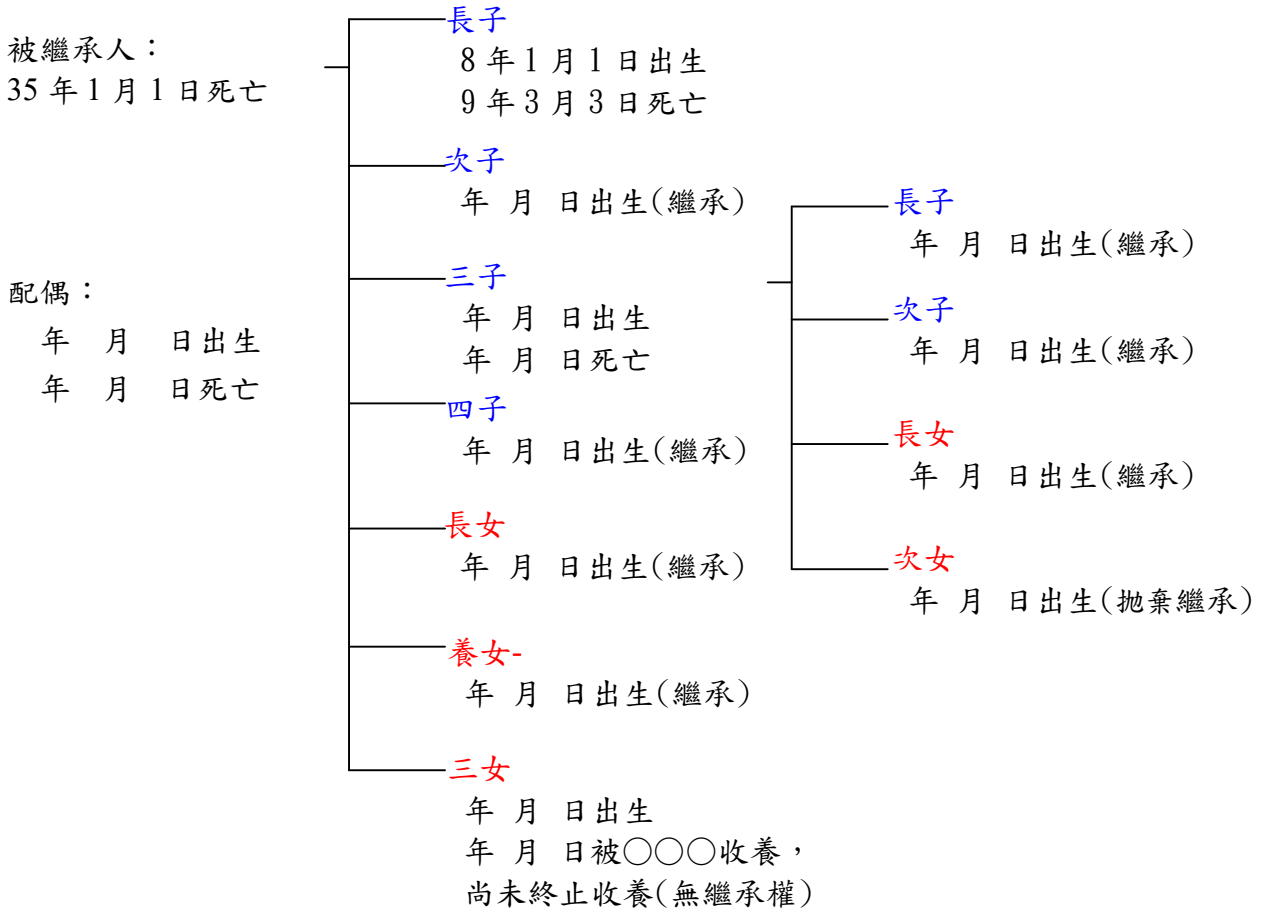 被繼承人：
35 年 1 月 1 日死亡
配偶：
年 月 日出生
年 月 日死亡
長子
8 年 1 月 1 日出生
9 年 3 月 3 日死亡
次子
年 月 日出生(繼承)
三子
年 月 日出生
年 月 日死亡
四子
年 月 日出生(繼承)
長女
年 月 日出生(繼承)
養女-
年 月 日出生(繼承)
三女
年 月 日出生
年 月 日被○○○收養，
尚未終止收養(無繼承權)
長子
年 月 日出生(繼承)
次子
年 月 日出生(繼承)
長女
年 月 日出生(繼承)
次女
年 月 日出生(拋棄繼承)